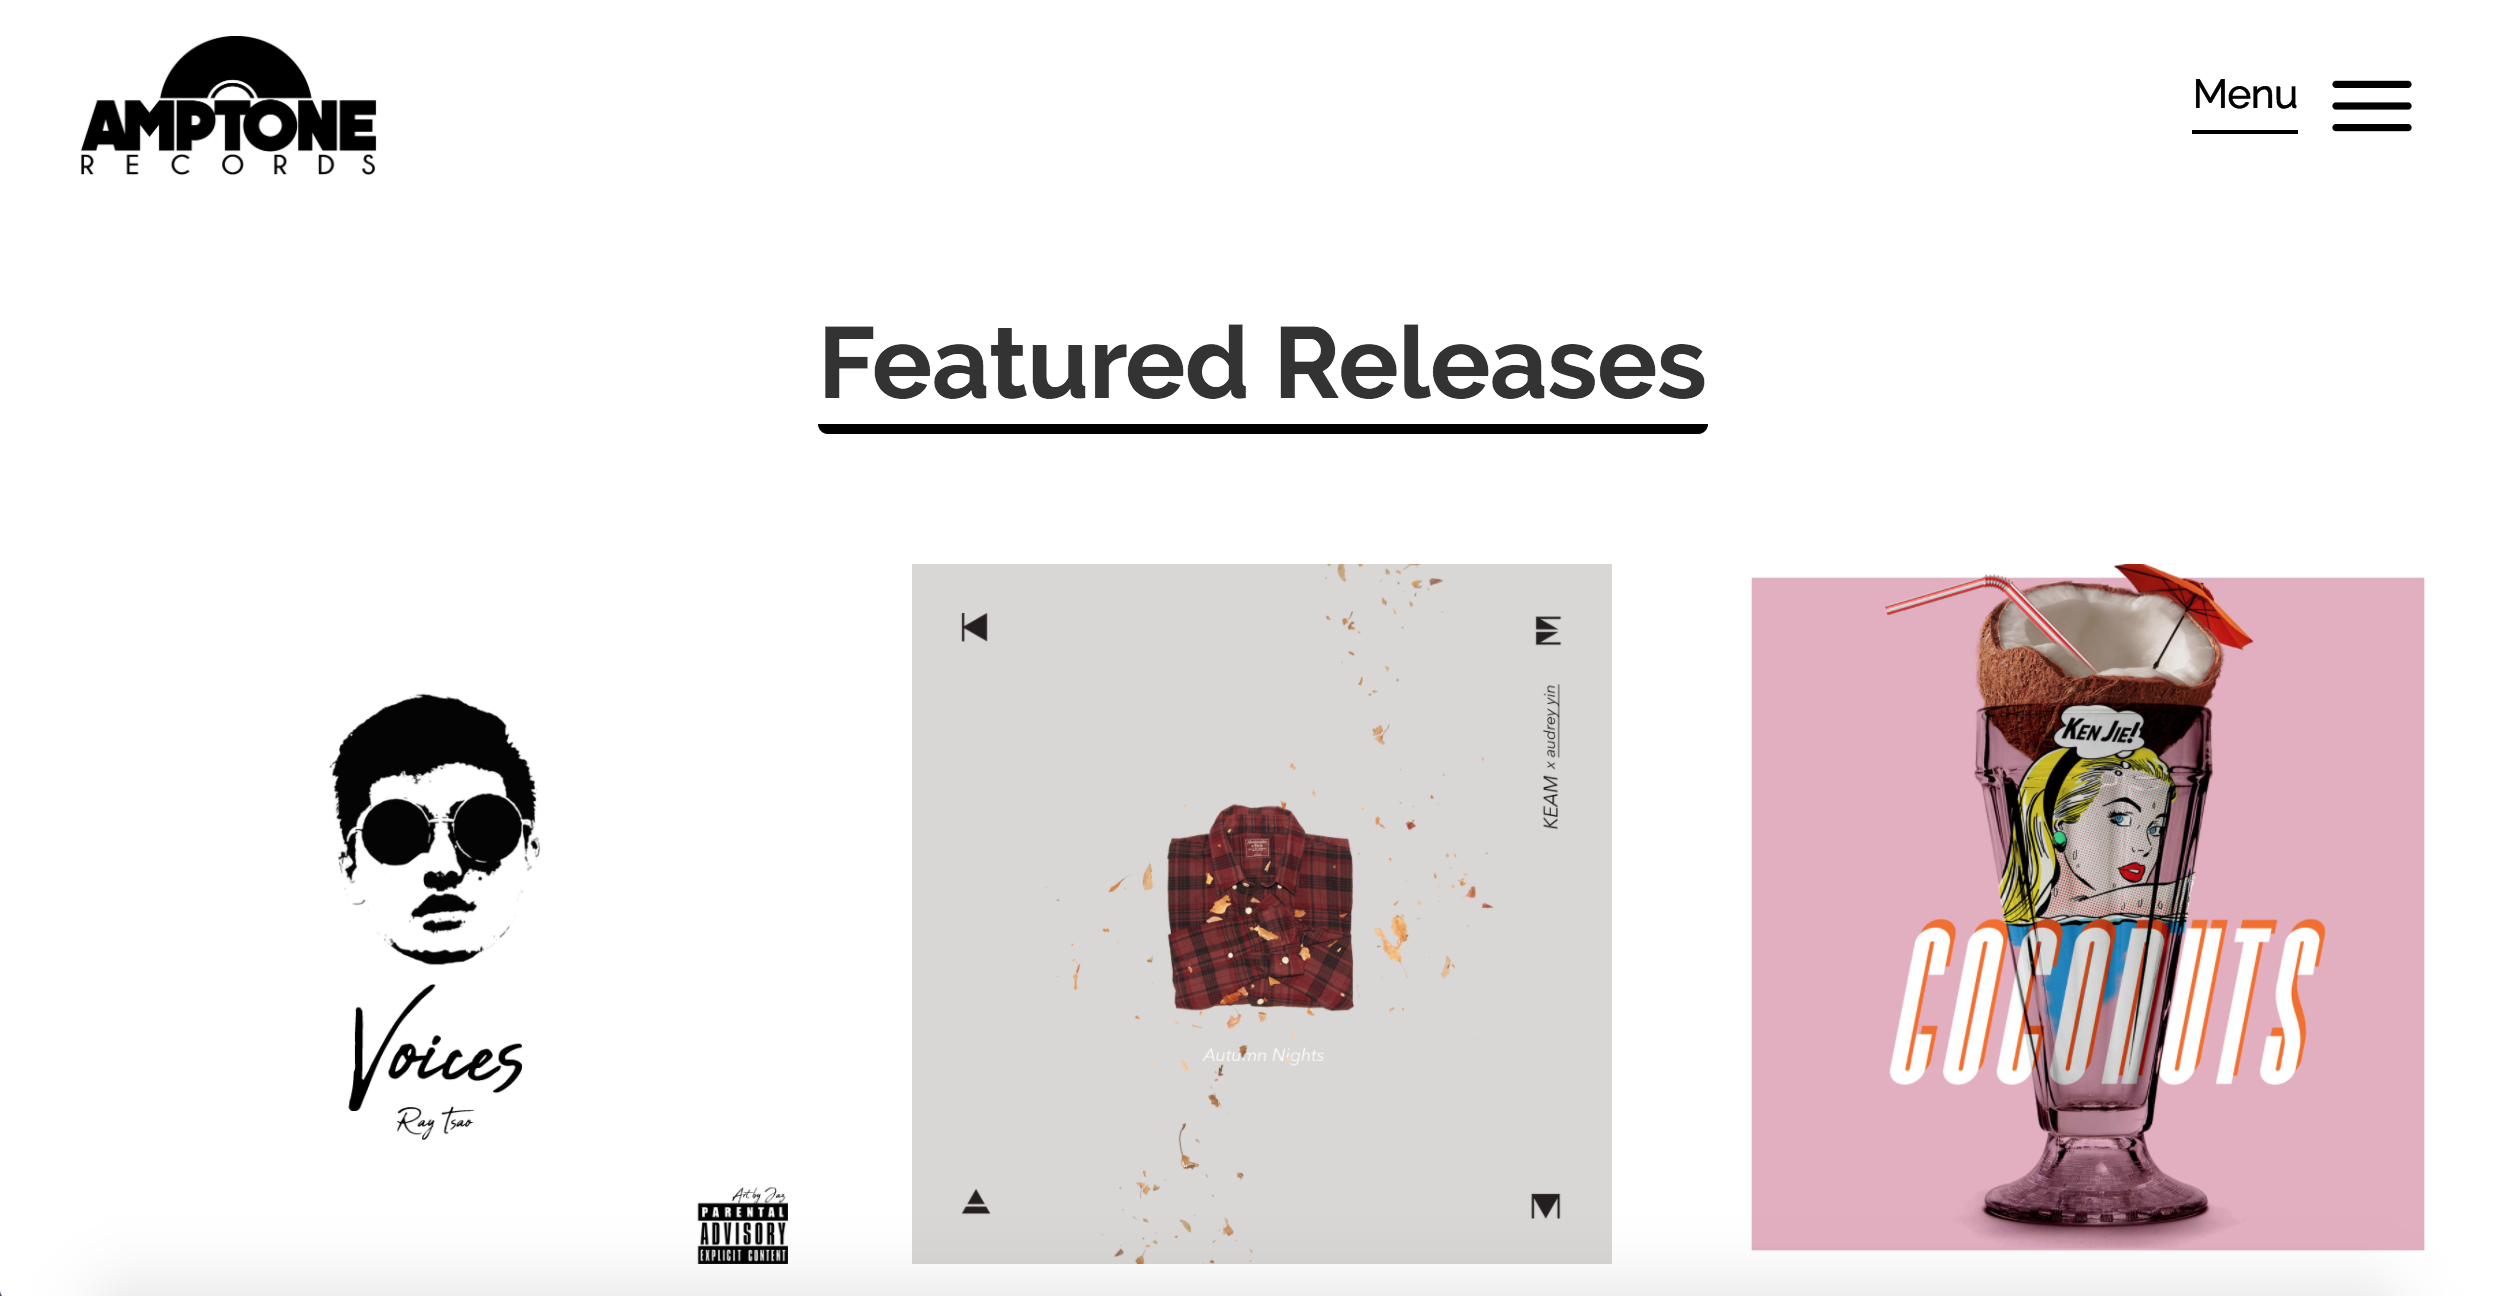 AMPTONE
RECORDS
Menu
Featured Releases
Voices
Ray Tsao
Art by Jaz
PARENTAL
ADVISORY
EXPLICIT CONTENT
KEAM x audrey yin
Autumn Nights
KEN JIE!
COCONUTS